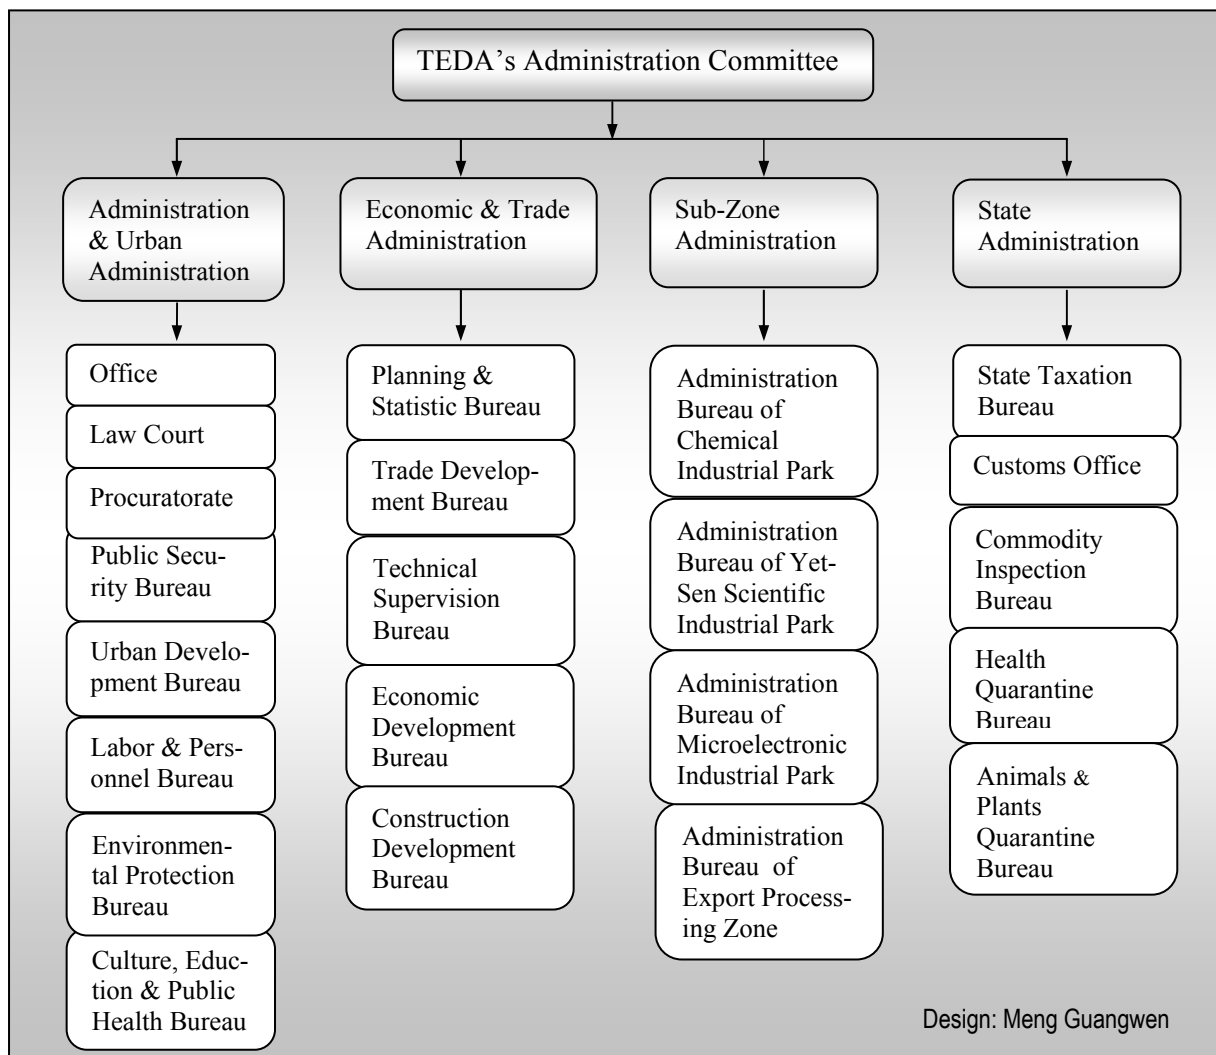 TEDA's Administration Committee
Administration
& Urban
Administration
Office
Law Court
Procuratorate
Public Secu-
rity Bureau
Urban Develo-
pment Bureau
Labor & Pers-
onnel Bureau
Environmen-
tal Protection
Bureau
Culture, Educ-
tion & Public
Health Bureau
Economic & Trade
Administration
Planning &
Statistic Bureau
Trade Develop-
ment Bureau
Technical
Supervision
Bureau
Economic
Development
Bureau
Construction
Development
Bureau
Sub-Zone
Administration
Administration
Bureau of
Chemical
Industrial Park
Administration
Bureau of Yet-
Sen Scientific
Industrial Park
Administration
Bureau of
Microelectronic
Industrial Park
Administration
Bureau of
Export Process-
ing Zone
State
Administration
State Taxation
Bureau
Customs Office
Commodity
Inspection
Bureau
Health
Quarantine
Bureau
Animals &
Plants
Quarantine
Bureau
Design: Meng Guangwen